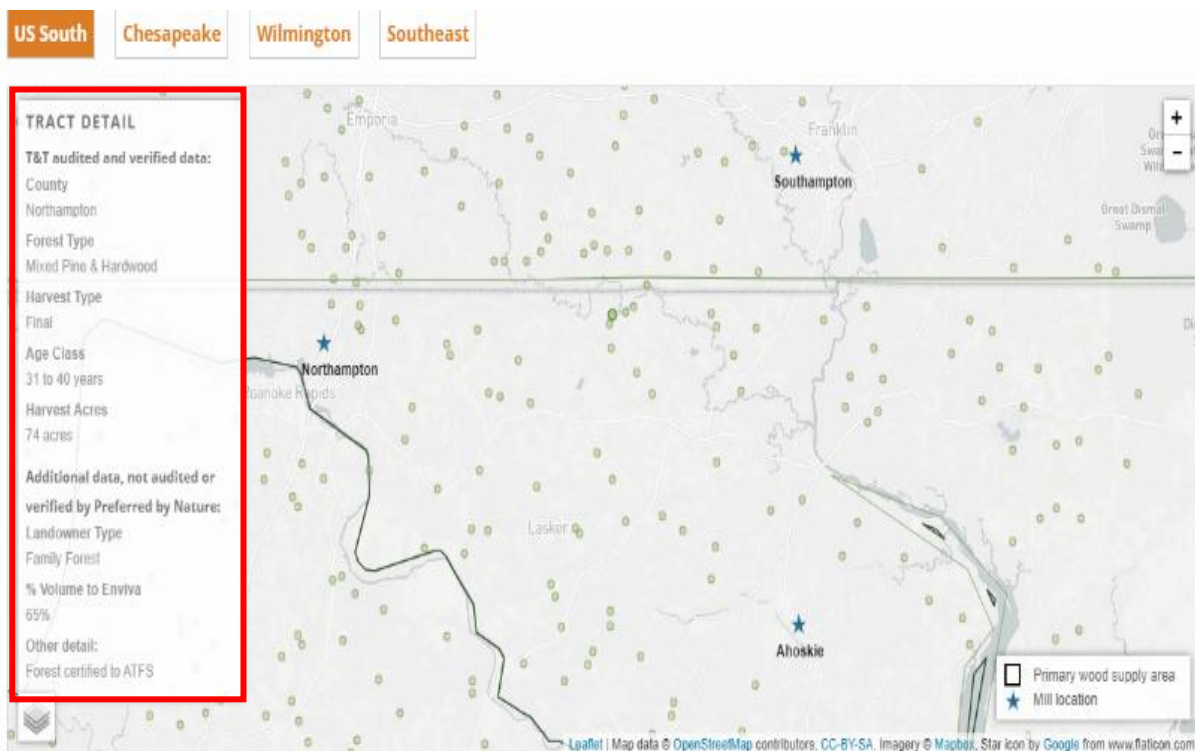 US South Chesapeake Wilmington Southeast
TRACT DETAIL
T&T audited and verified data:
County
Northampton
Forest Type
Mixed Pine & Hardwood
Harvest Type
Final
Age Class
31 to 40 years
Harvest Acres
74 acres
Additional data, not audited or
verified by Preferred by Nature:
Landowner Type
Family Forest
% Volume to Enviva
65%
Other detail:
Forest certified to ATFS
Emporia
Franklin
Southampton
+
−
Great Dismal
Swamp
Northampton
Roanoke Rapids
Lasker
Ahoskie
Primary wood supply area
Mill location
Leaflet | Map data © OpenStreetMap contributors, CC-BY-SA, Imagery © Mapbox, Star icon by Google from www.flaticon.com